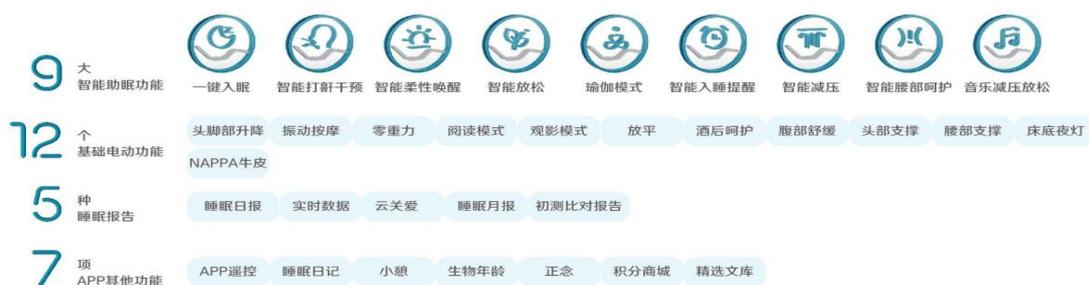 9
大
智能助眠功能
一键入眠 智能打鼾干预 智能柔性唤醒 智能放松 瑜伽模式 智能入睡提醒 智能减压 智能腰部呵护 音乐减压放松
12
个
基础电动功能
头脚部升降 振动按摩 零重力 阅读模式 观影模式 放平 酒后呵护 腹部舒缓 头部支撑 腰部支撑 床底夜灯
NAPPA牛皮
5
种
睡眠报告
睡眠日报 实时数据 云关爱 睡眠月报 初测比对报告
7
项
APP其他功能
APP遥控 睡眠日记 小憩 生物年龄 正念 积分商城 精选文库